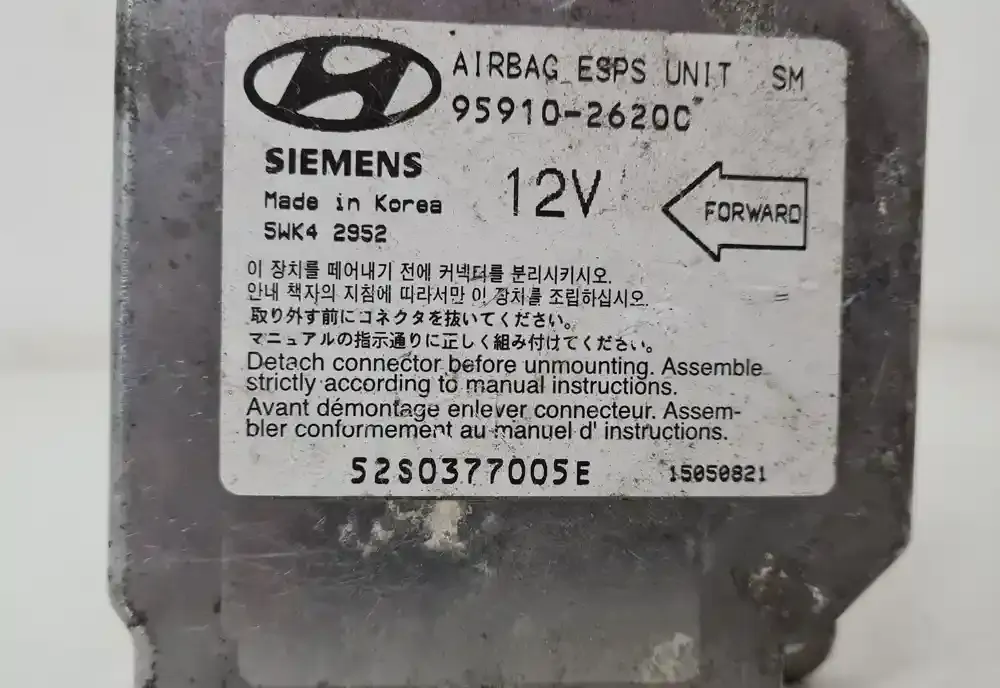 AIRBAG ESPS UNIT SM
95910-2620C
SIEMENS
12V
FORWARD
Made in Korea
5WK4 2952
이 장치를 떼어내기 전에 커넥터를 분리시키시오.
안내 책자의 지침에 따라서만 이 장치를 조립하십시오.
取り外す前にコネクタを抜いてください。
マニュアルの指示通りに正しく組み付けてください。
Detach connector before unmounting. Assemble
strictly according to manual instructions.
Avant démontage enlever connecteur. Assem-
bler conformement au manuel d' instructions.
52S0377005E
15050821